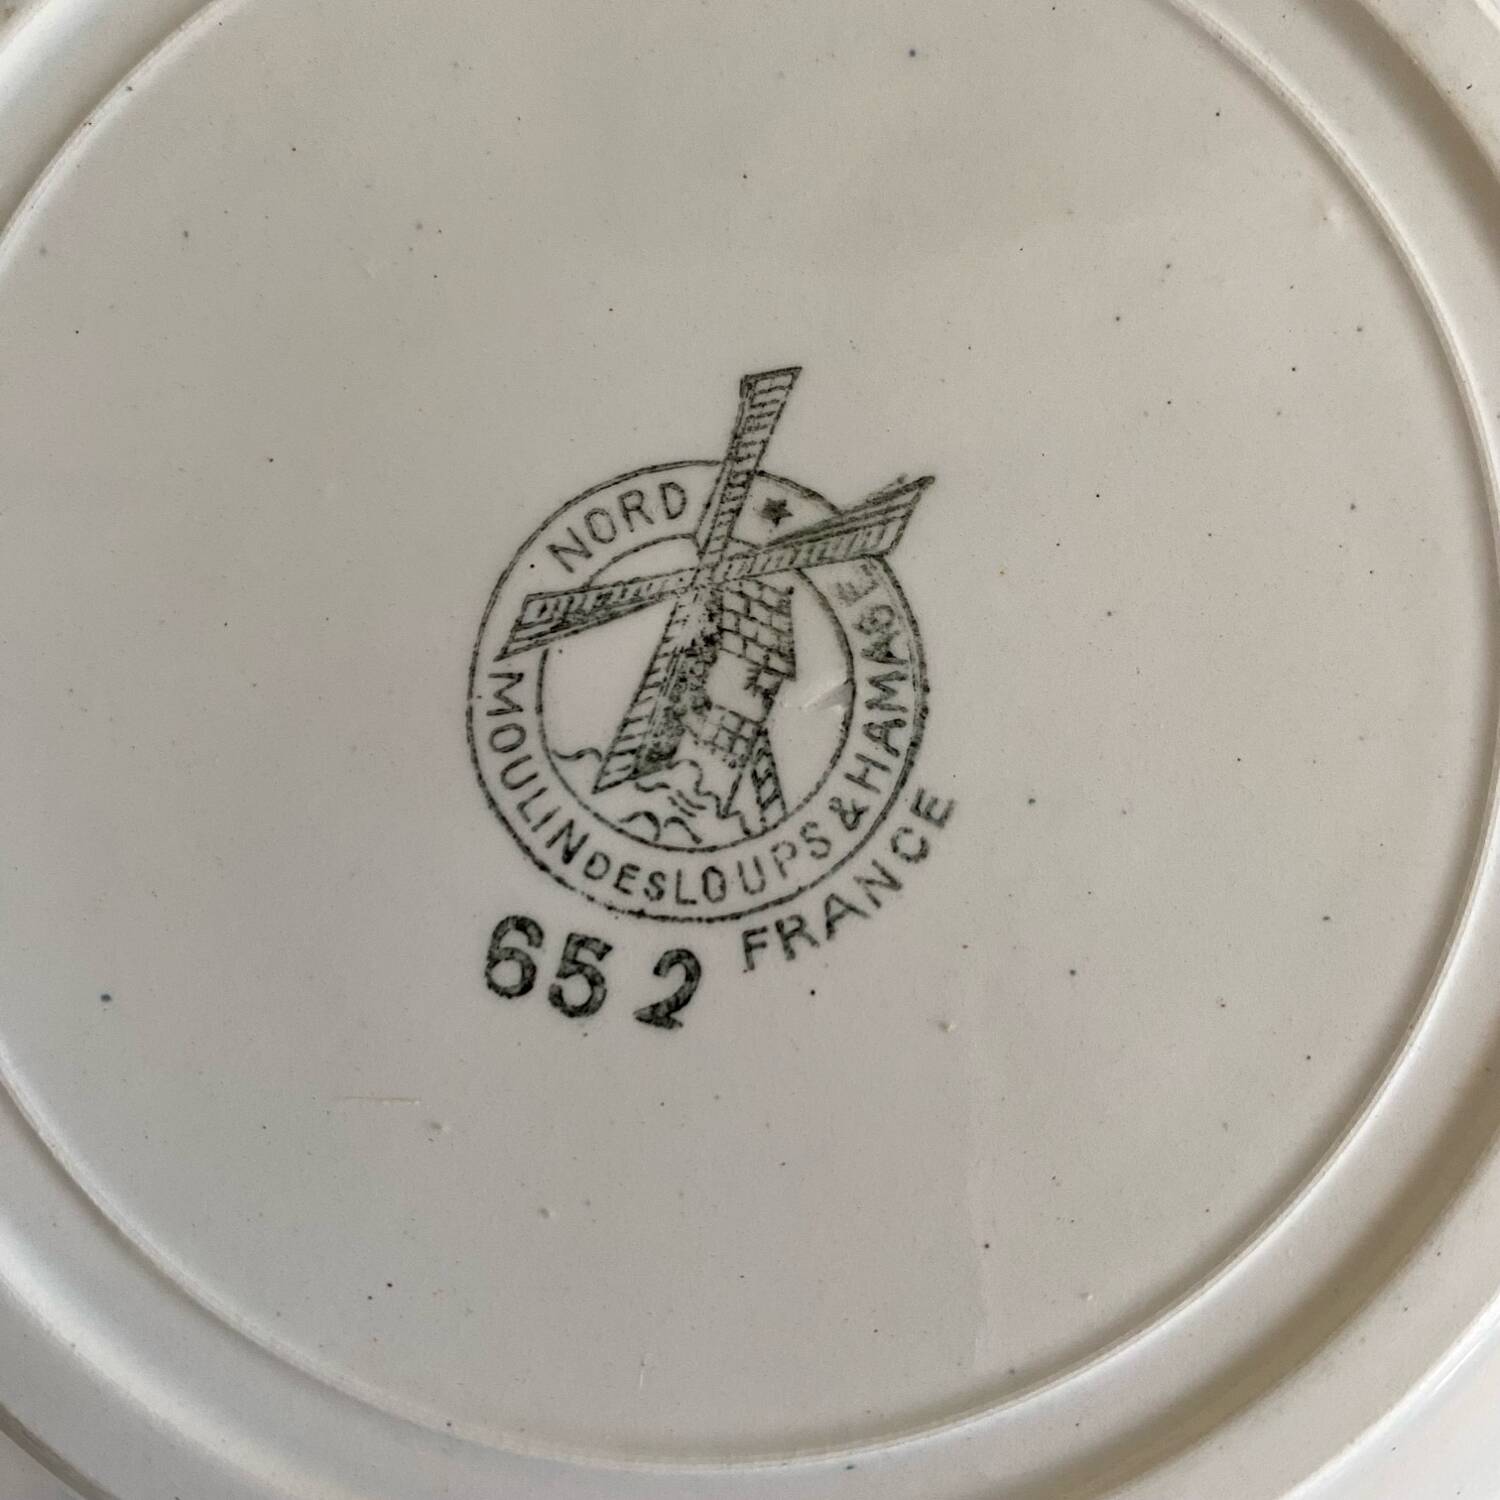 NORD
MOULIN DES LOUPS & HAMAGE
FRANCE
652